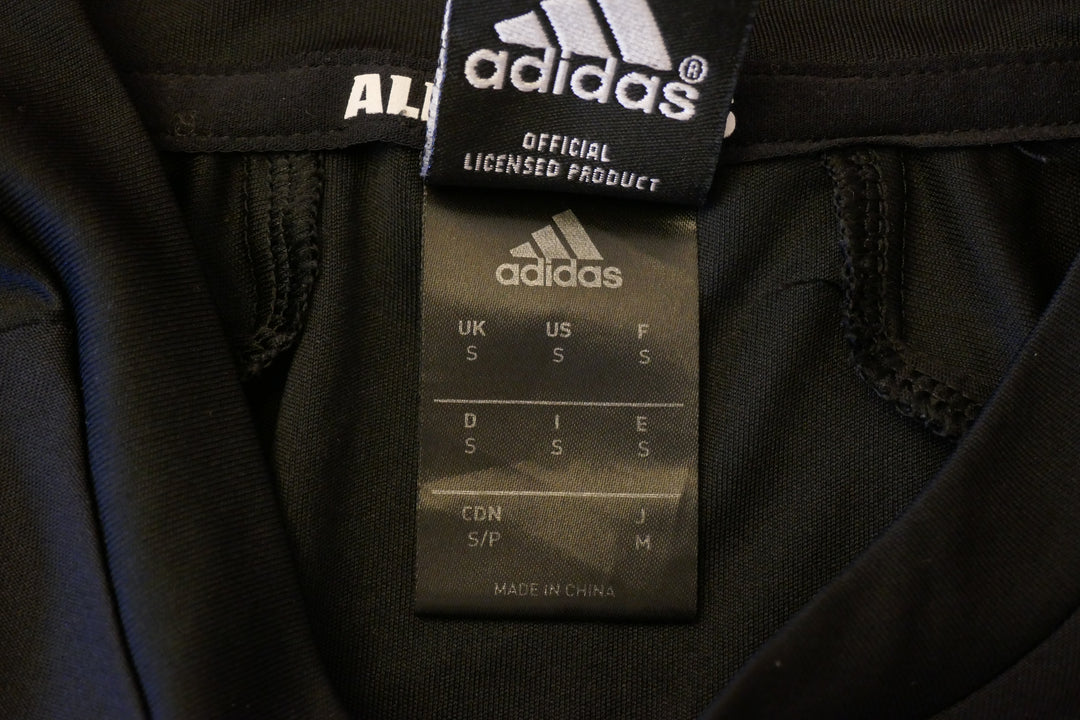 adidas®
OFFICIAL
LICENSED PRODUCT
adidas
UK US F
S S S
D I E
S S S
CDN J
S/P M
MADE IN CHINA